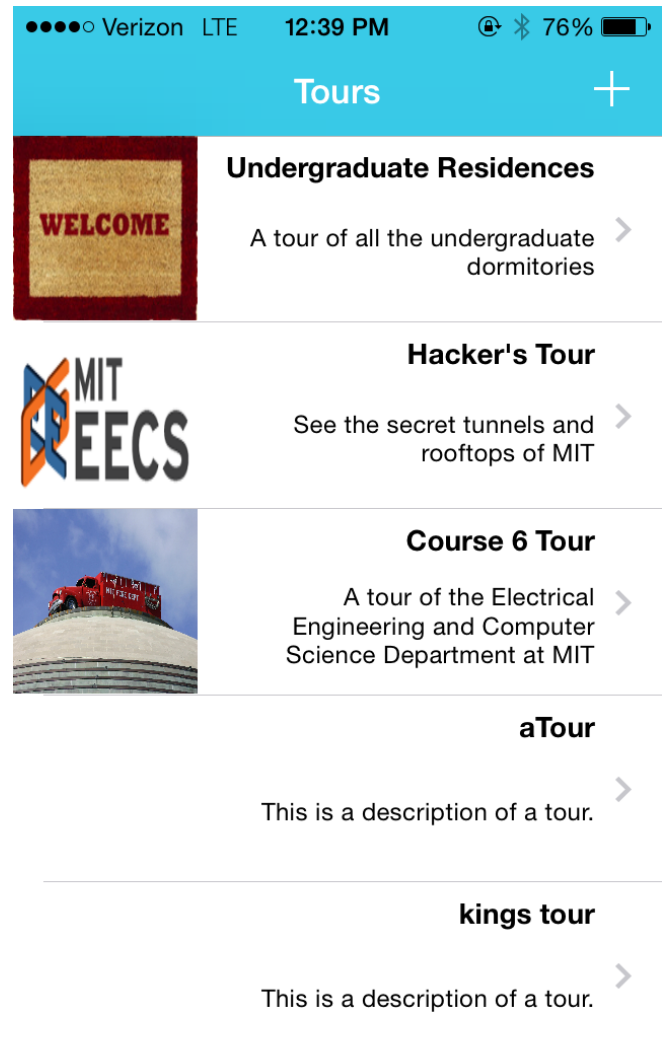 Verizon LTE 12:39 PM 76%
Tours
Undergraduate Residences
WELCOME
A tour of all the undergraduate
dormitories
Hacker's Tour
MIT
EECS
See the secret tunnels and
rooftops of MIT
Course 6 Tour
A tour of the Electrical
Engineering and Computer
Science Department at MIT
aTour
This is a description of a tour.
kings tour
This is a description of a tour.